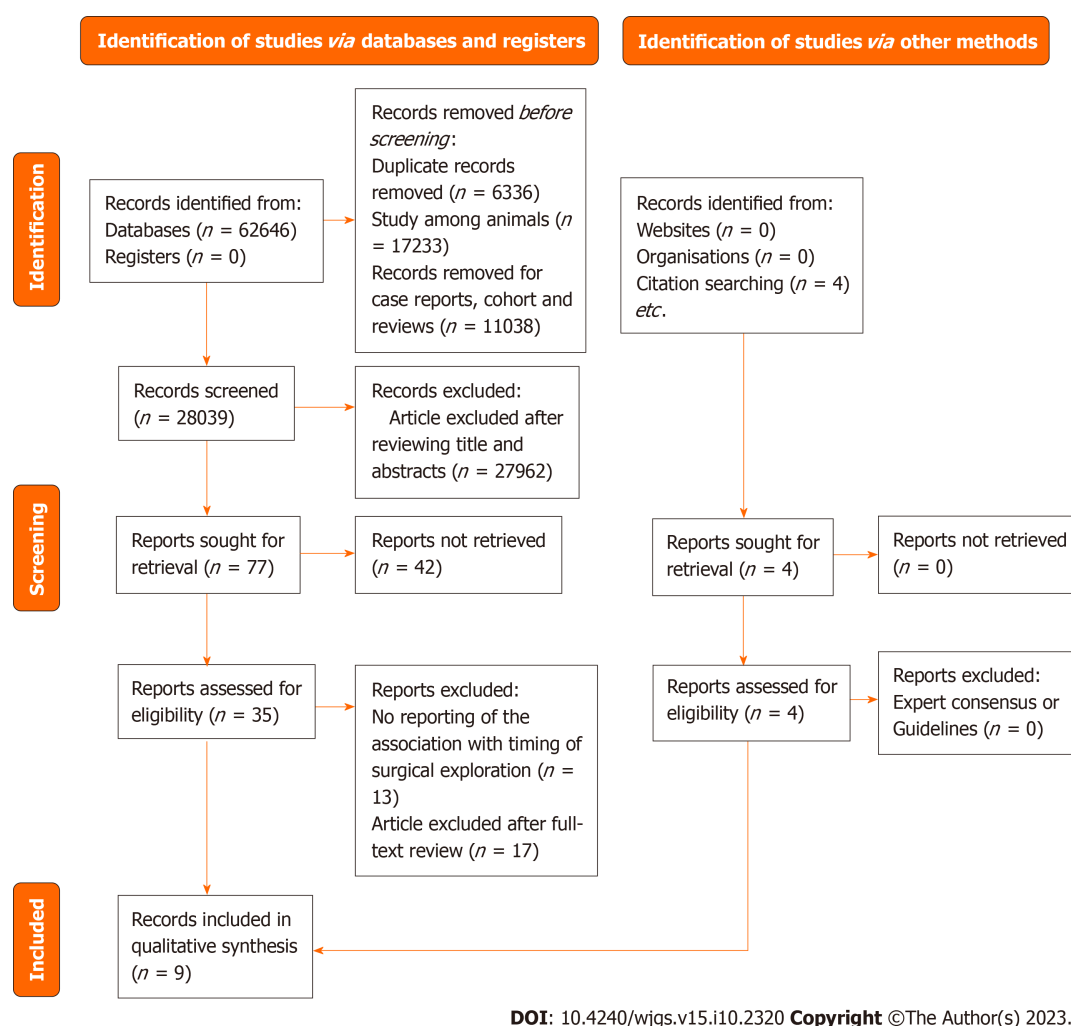 Identification of studies via databases and registers
Identification of studies via other methods
Identification
Records identified from:
Databases (n = 62646)
Registers (n = 0)
Records removed before
screening:
Duplicate records
removed (n = 6336)
Study among animals (n
= 17233)
Records removed for
case reports, cohort and
reviews (n = 11038)
Records identified from:
Websites (n = 0)
Organisations (n = 0)
Citation searching (n = 4)
etc.
Screening
Records screened
(n = 28039)
Records excluded:
Article excluded after
reviewing title and
abstracts (n = 27962)
Reports sought for
retrieval (n = 77)
Reports not retrieved
(n = 42)
Reports sought for
retrieval (n = 4)
Reports not retrieved
(n = 0)
Reports assessed for
eligibility (n = 35)
Reports excluded:
No reporting of the
association with timing of
surgical exploration (n =
13)
Article excluded after full-
text review (n = 17)
Reports assessed for
eligibility (n = 4)
Reports excluded:
Expert consensus or
Guidelines (n = 0)
Included
Records included in
qualitative synthesis
(n = 9)
DOI: 10.4240/wjgs.v15.i10.2320 Copyright ©The Author(s) 2023.